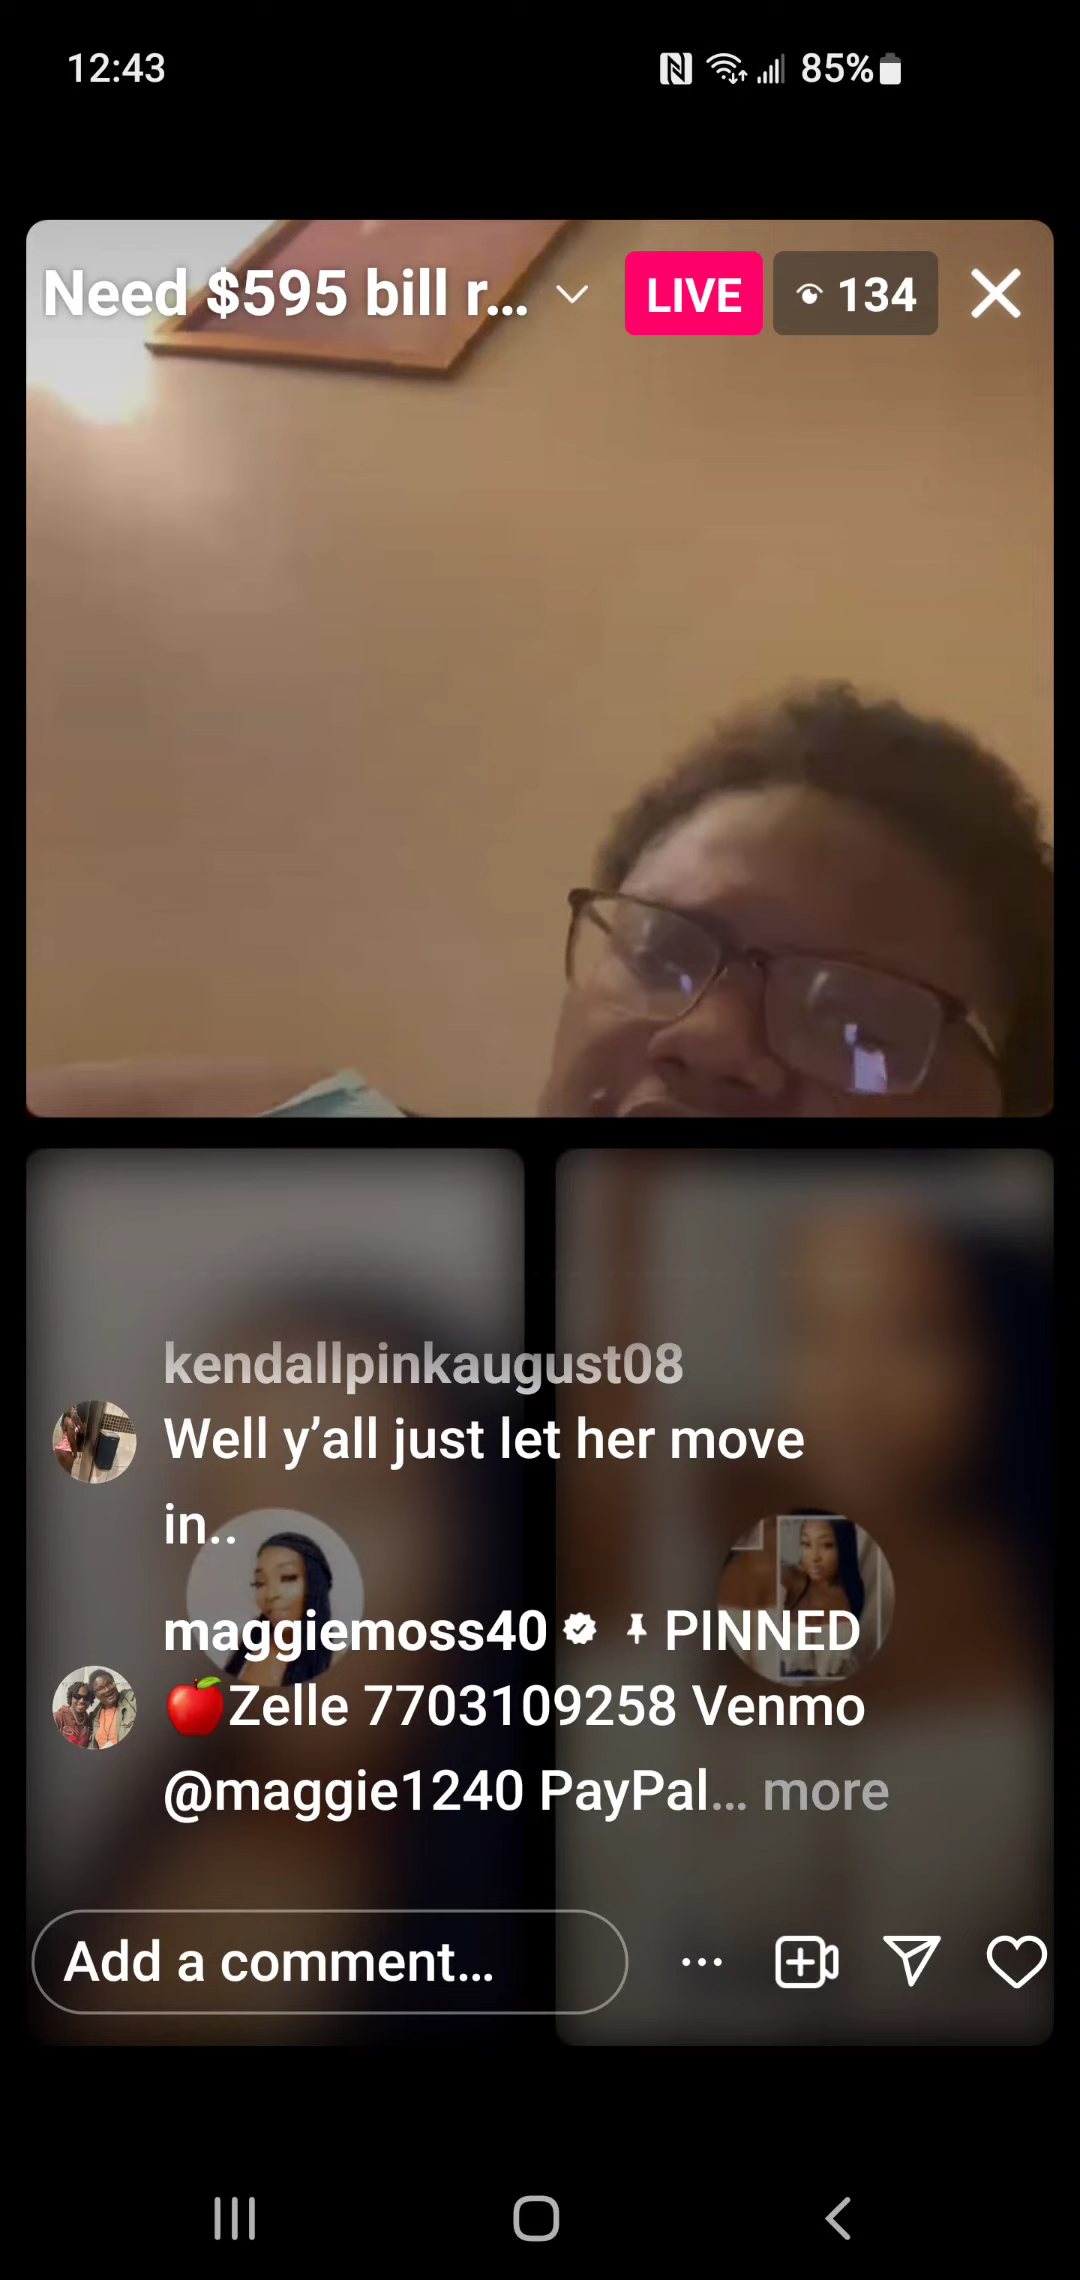 12:43
85%
Need $595 bill r...
LIVE
134
kendallpinkaugust08
Well y’all just let her move
in..
maggiemoss40 PINNED
🍎Zelle 7703109258 Venmo
@maggie1240 PayPal... more
Add a comment...